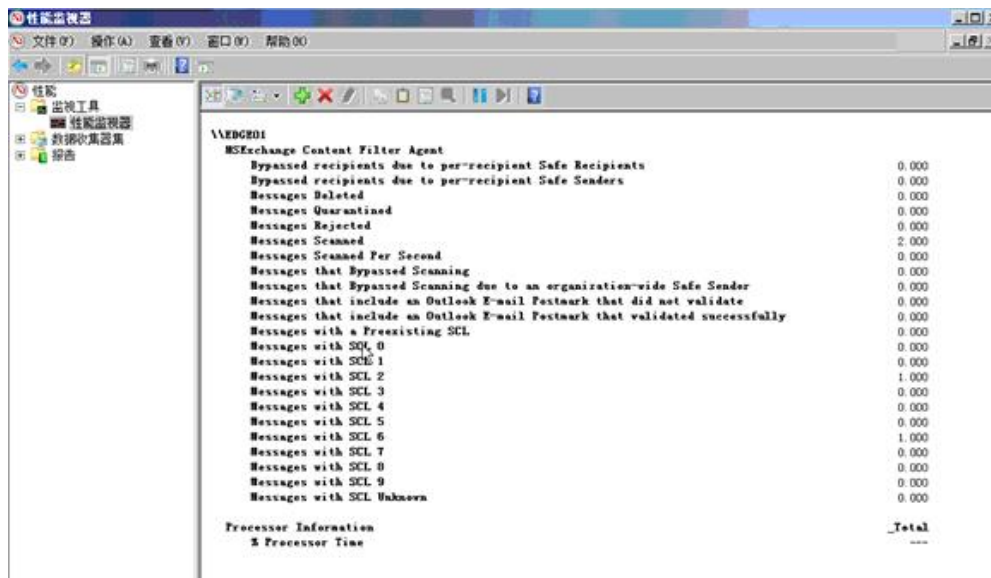 性能监视器
文件(F) 操作(A) 查看(V) 窗口(W) 帮助(H)
性能
监视工具
性能监视器
数据收集器集
报告
\\EDGE01
MSExchange Content Filter Agent
Bypassed recipients due to per-recipient Safe Recipients 0.000
Bypassed recipients due to per-recipient Safe Senders 0.000
Messages Deleted 0.000
Messages Quarantined 0.000
Messages Rejected 0.000
Messages Scanned 2.000
Messages Scanned Per Second 0.000
Messages that Bypassed Scanning 0.000
Messages that Bypassed Scanning due to an organization-wide Safe Sender 0.000
Messages that include an Outlook E-mail Postmark that did not validate 0.000
Messages that include an Outlook E-mail Postmark that validated successfully 0.000
Messages with a Preexisting SCL 0.000
Messages with SCL 0 0.000
Messages with SCL 1 0.000
Messages with SCL 2 1.000
Messages with SCL 3 0.000
Messages with SCL 4 0.000
Messages with SCL 5 0.000
Messages with SCL 6 1.000
Messages with SCL 7 0.000
Messages with SCL 8 0.000
Messages with SCL 9 0.000
Messages with SCL Unknown 0.000
Processor Information _Total
% Processor Time ---